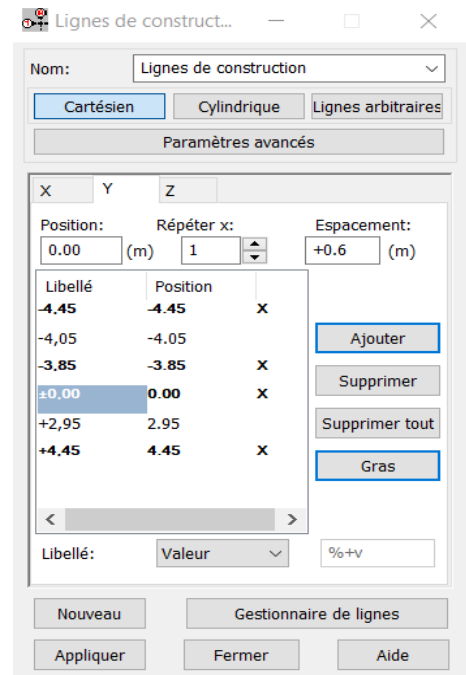 Lignes de construct...
Nom: Lignes de construction
Cartésien Cylindrique Lignes arbitraires
Paramètres avancés
X Y Z
Position: Répéter x: Espacement:
0.00 (m) 1 +0.6 (m)
Libellé Position
-4,45 -4.45 X
-4,05 -4.05
Ajouter
-3,85 -3.85 X
Supprimer
±0,00 0.00 X
+2,95 2.95
Supprimer tout
+4,45 4.45 X
Gras
Libellé: Valeur %+v
Nouveau Gestionnaire de lignes
Appliquer Fermer Aide